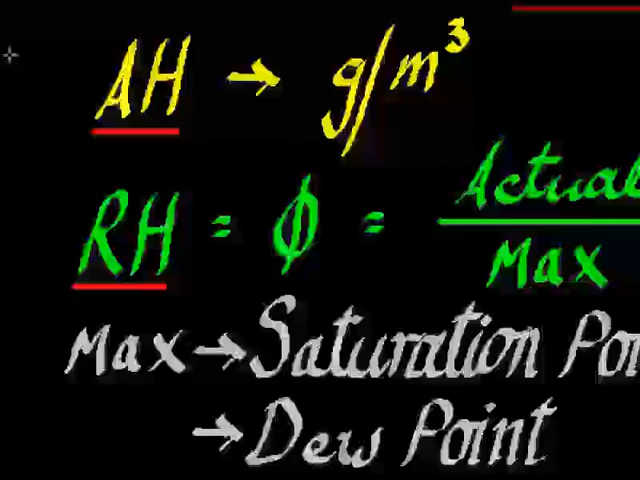 AH → g/m³
RH = ϕ = Actual / Max
Max → Saturation
→ Dew Point